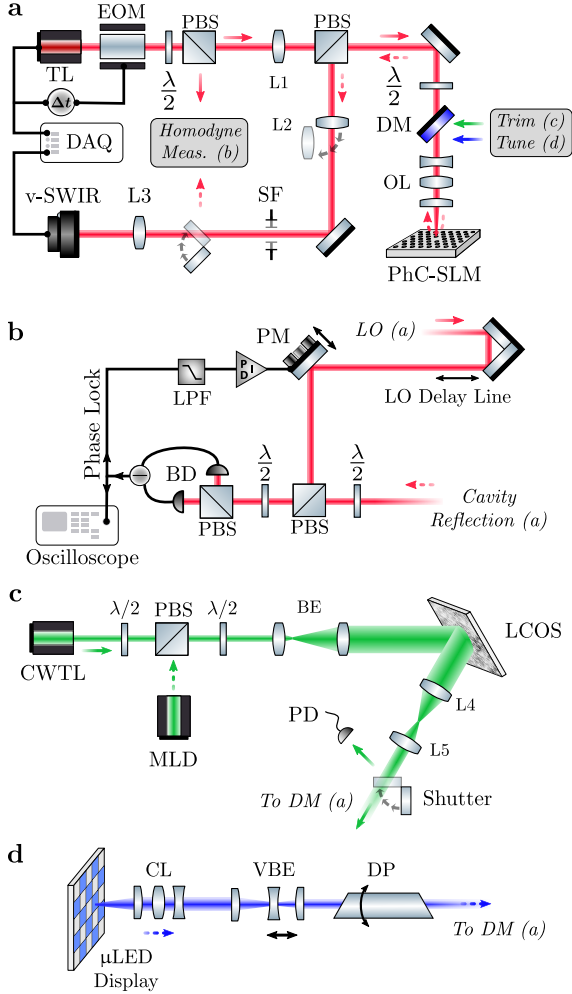 a
EOM
PBS
PBS
TL
λ/2
L1
λ/2
Δt
DAQ
Homodyne
Meas. (b)
L2
DM
Trim (c)
Tune (d)
v-SWIR
L3
SF
OL
PhC-SLM
b
PM
LO (a)
LPF
P I D
LO Delay Line
Phase Lock
BD
λ/2
λ/2
PBS
PBS
Cavity
Reflection (a)
Oscilloscope
c
λ/2
PBS
λ/2
BE
LCOS
CWTL
MLD
L4
PD
L5
To DM (a)
Shutter
d
CL
VBE
DP
µLED
Display
To DM (a)